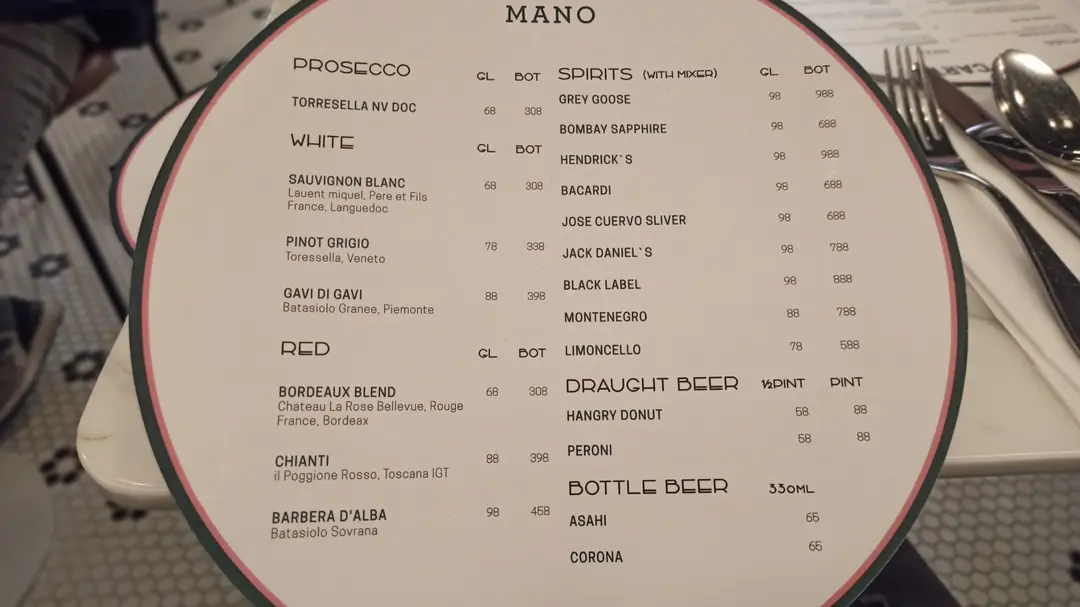 MANO
PROSECCO GL BOT
TORRESELLA NV DOC 68 308
WHITE GL BOT
SAUVIGNON BLANC 68 308
Lauent miquel, Pere et Fils
France, Languedoc
PINOT GRIGIO 78 338
Toressella, Veneto
GAVI DI GAVI 88 398
Batasiolo Granee, Piemonte
RED GL BOT
BORDEAUX BLEND 68 308
Chateau La Rose Bellevue, Rouge
France, Bordeax
CHIANTI 88 398
il Poggione Rosso, Toscana IGT
BARBERA D'ALBA 98 458
Batasiolo Sovrana
SPIRITS (WITH MIXER) GL BOT
GREY GOOSE 98 988
BOMBAY SAPPHIRE 98 688
HENDRICK`S 98 988
BACARDI 98 688
JOSE CUERVO SLIVER 98 688
JACK DANIEL`S 98 788
BLACK LABEL 98 888
MONTENEGRO 88 788
LIMONCELLO 78 588
DRAUGHT BEER ½PINT PINT
HANGRY DONUT 58 88
PERONI 58 88
BOTTLE BEER 330ML
ASAHI 65
CORONA 65